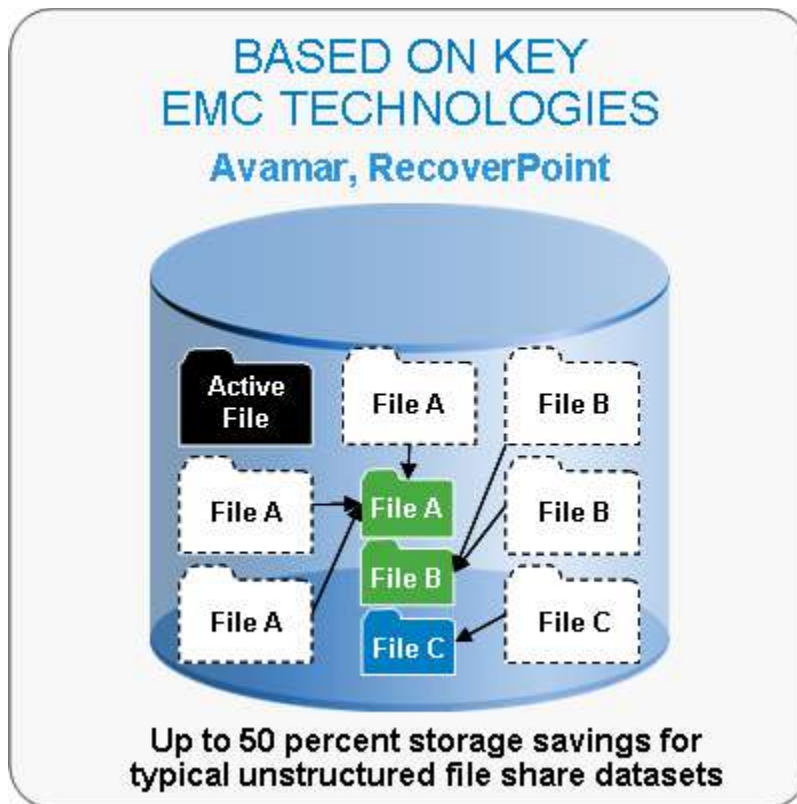 BASED ON KEY
EMC TECHNOLOGIES
Avamar, RecoverPoint
Active
File
File A
File B
File A
File A
File B
File B
File A
File C
File C
Up to 50 percent storage savings for
typical unstructured file share datasets